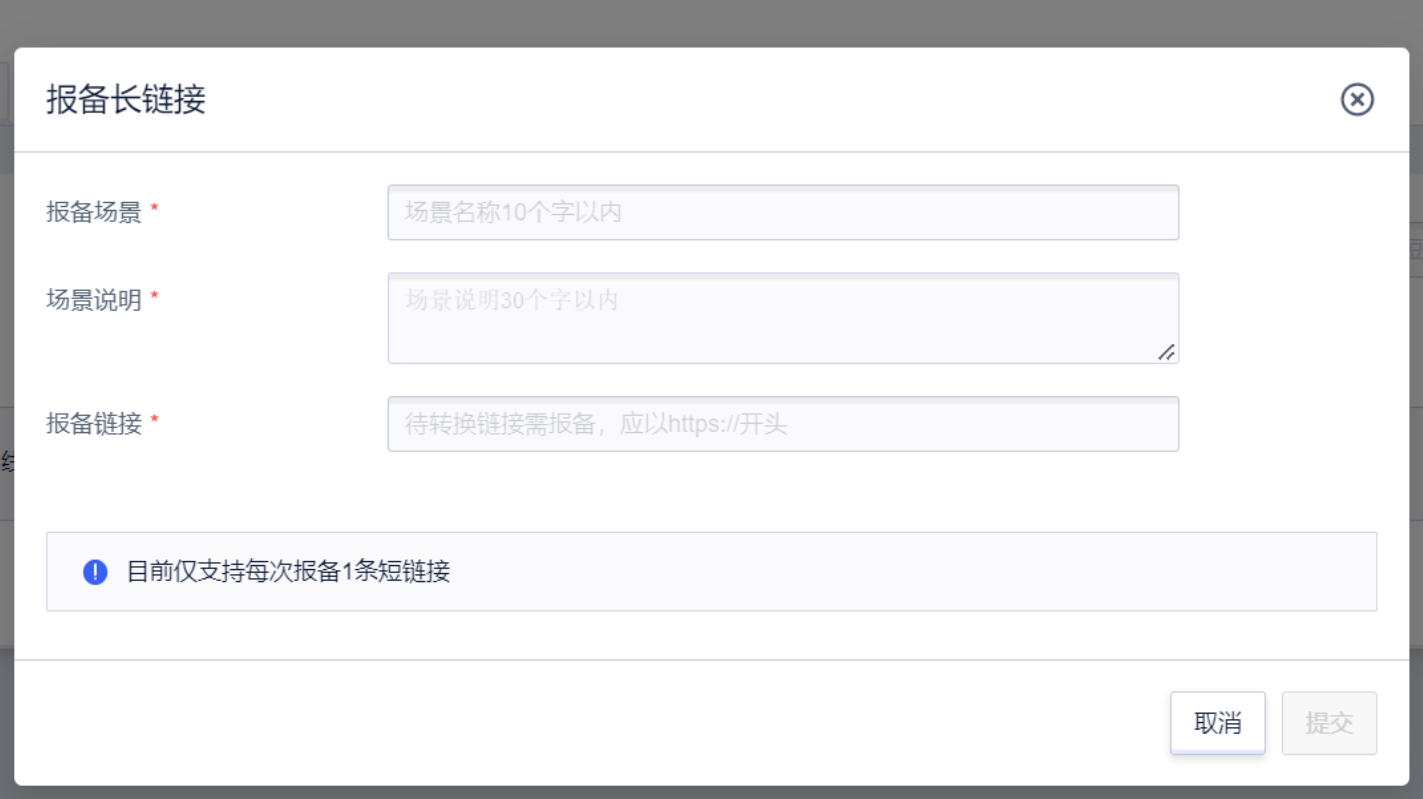 报备长链接
报备场景 *
场景名称10个字以内
场景说明 *
场景说明30个字以内
报备链接 *
待转换链接需报备，应以https://开头
目前仅支持每次报备1条短链接
取消
提交